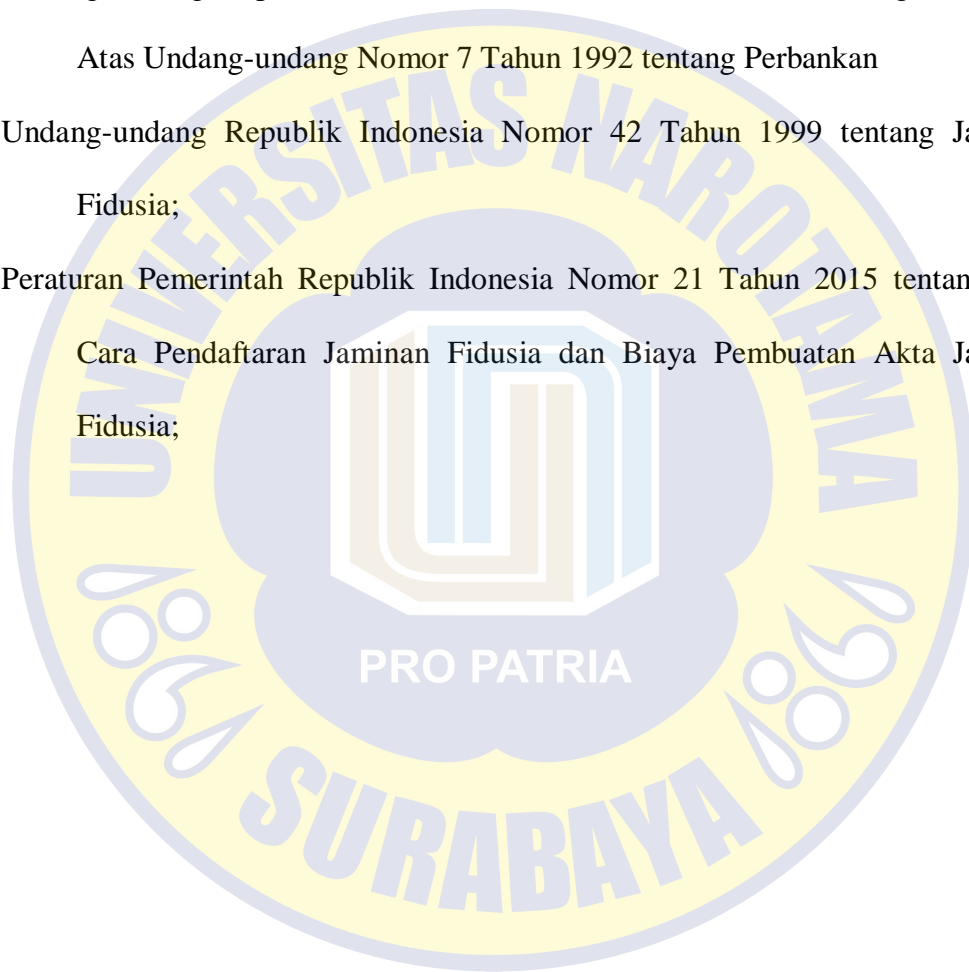 Atas Undang-undang Nomor 7 Tahun 1992 tentang Perbankan
Undang-undang Republik Indonesia Nomor 42 Tahun 1999 tentang
Fidusia;
Peraturan Pemerintah Republik Indonesia Nomor 21 Tahun 2015
Cara Pendaftaran Jaminan Fidusia dan Biaya Pembuatan Akta
Fidusia;
UNIVERSITAS NAROTAMA
PRO PATRIA
SURABAYA